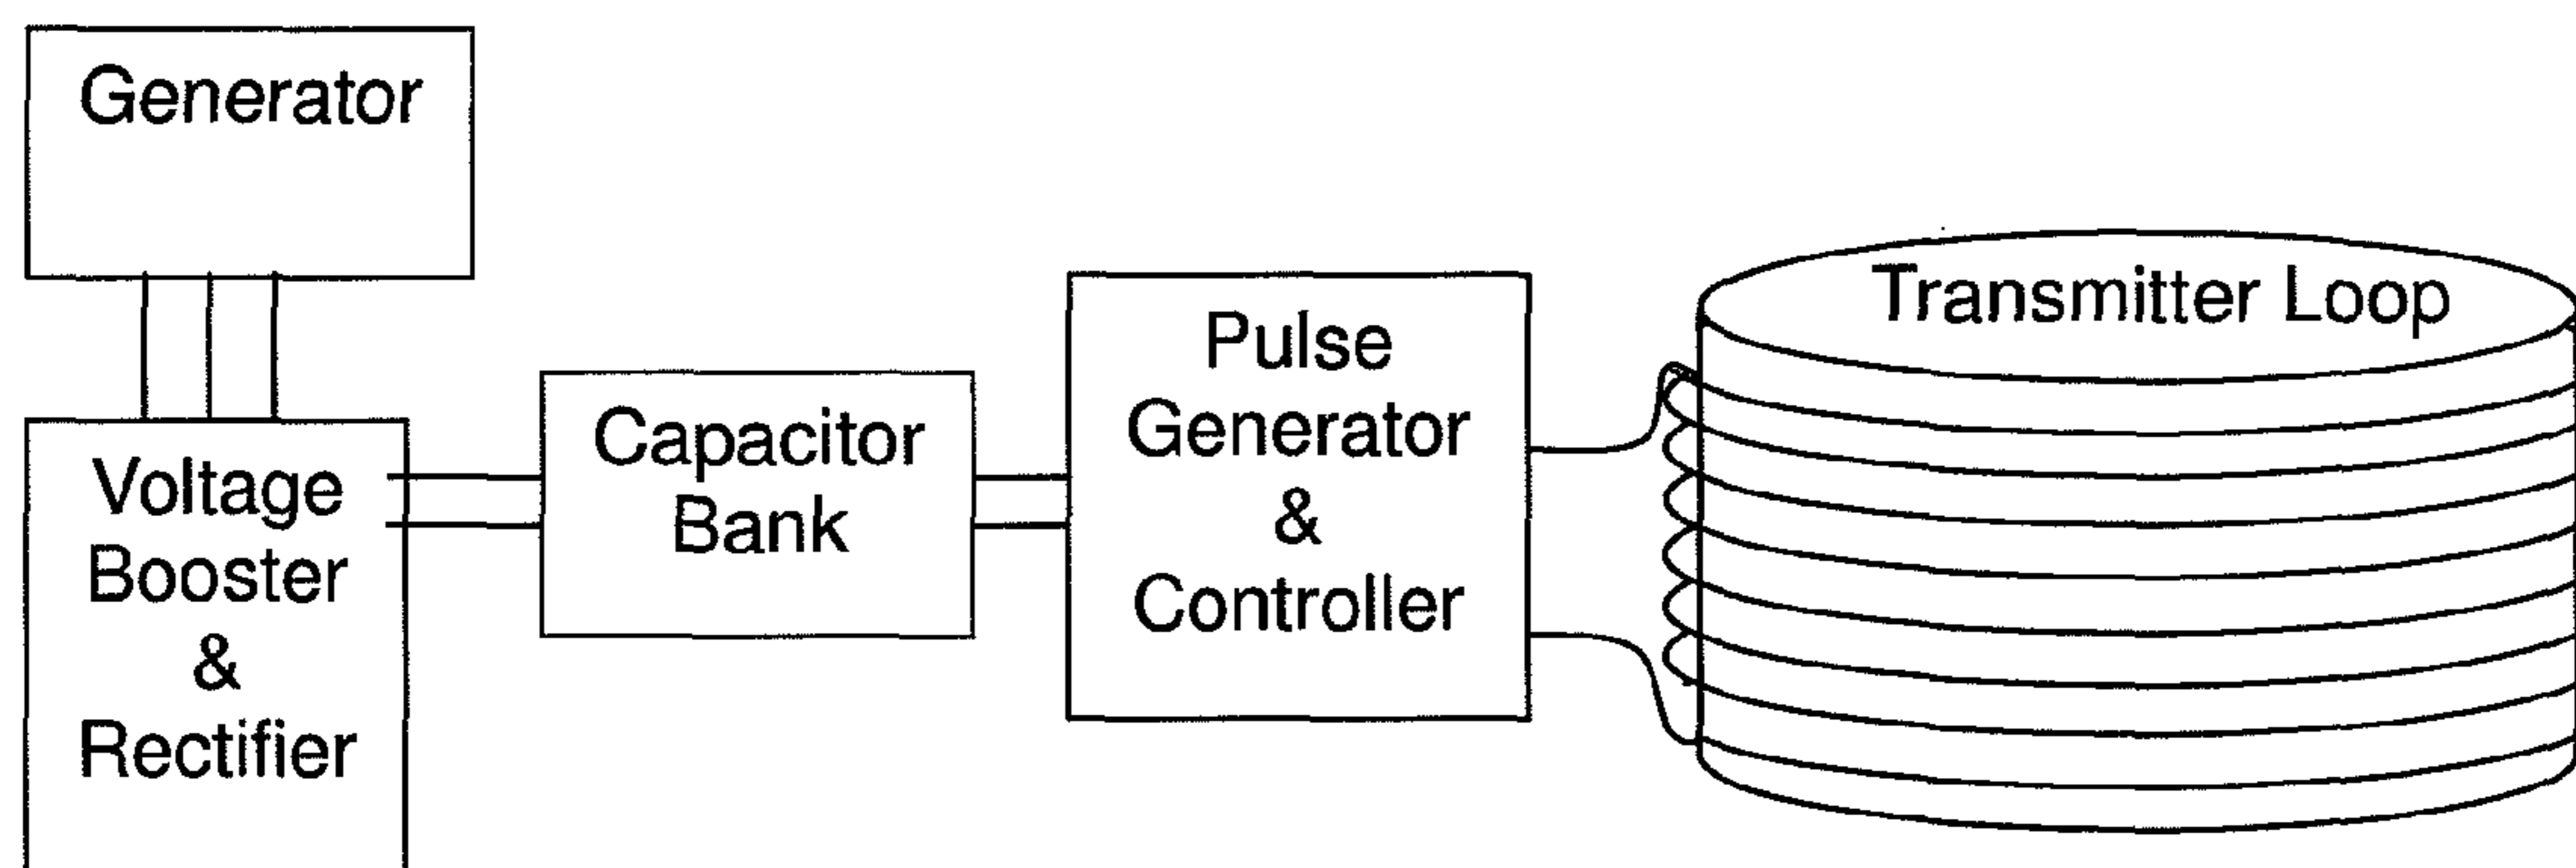 Generator
Voltage
Booster
&
Rectifier
Capacitor
Bank
Pulse
Generator
&
Controller
Transmitter Loop